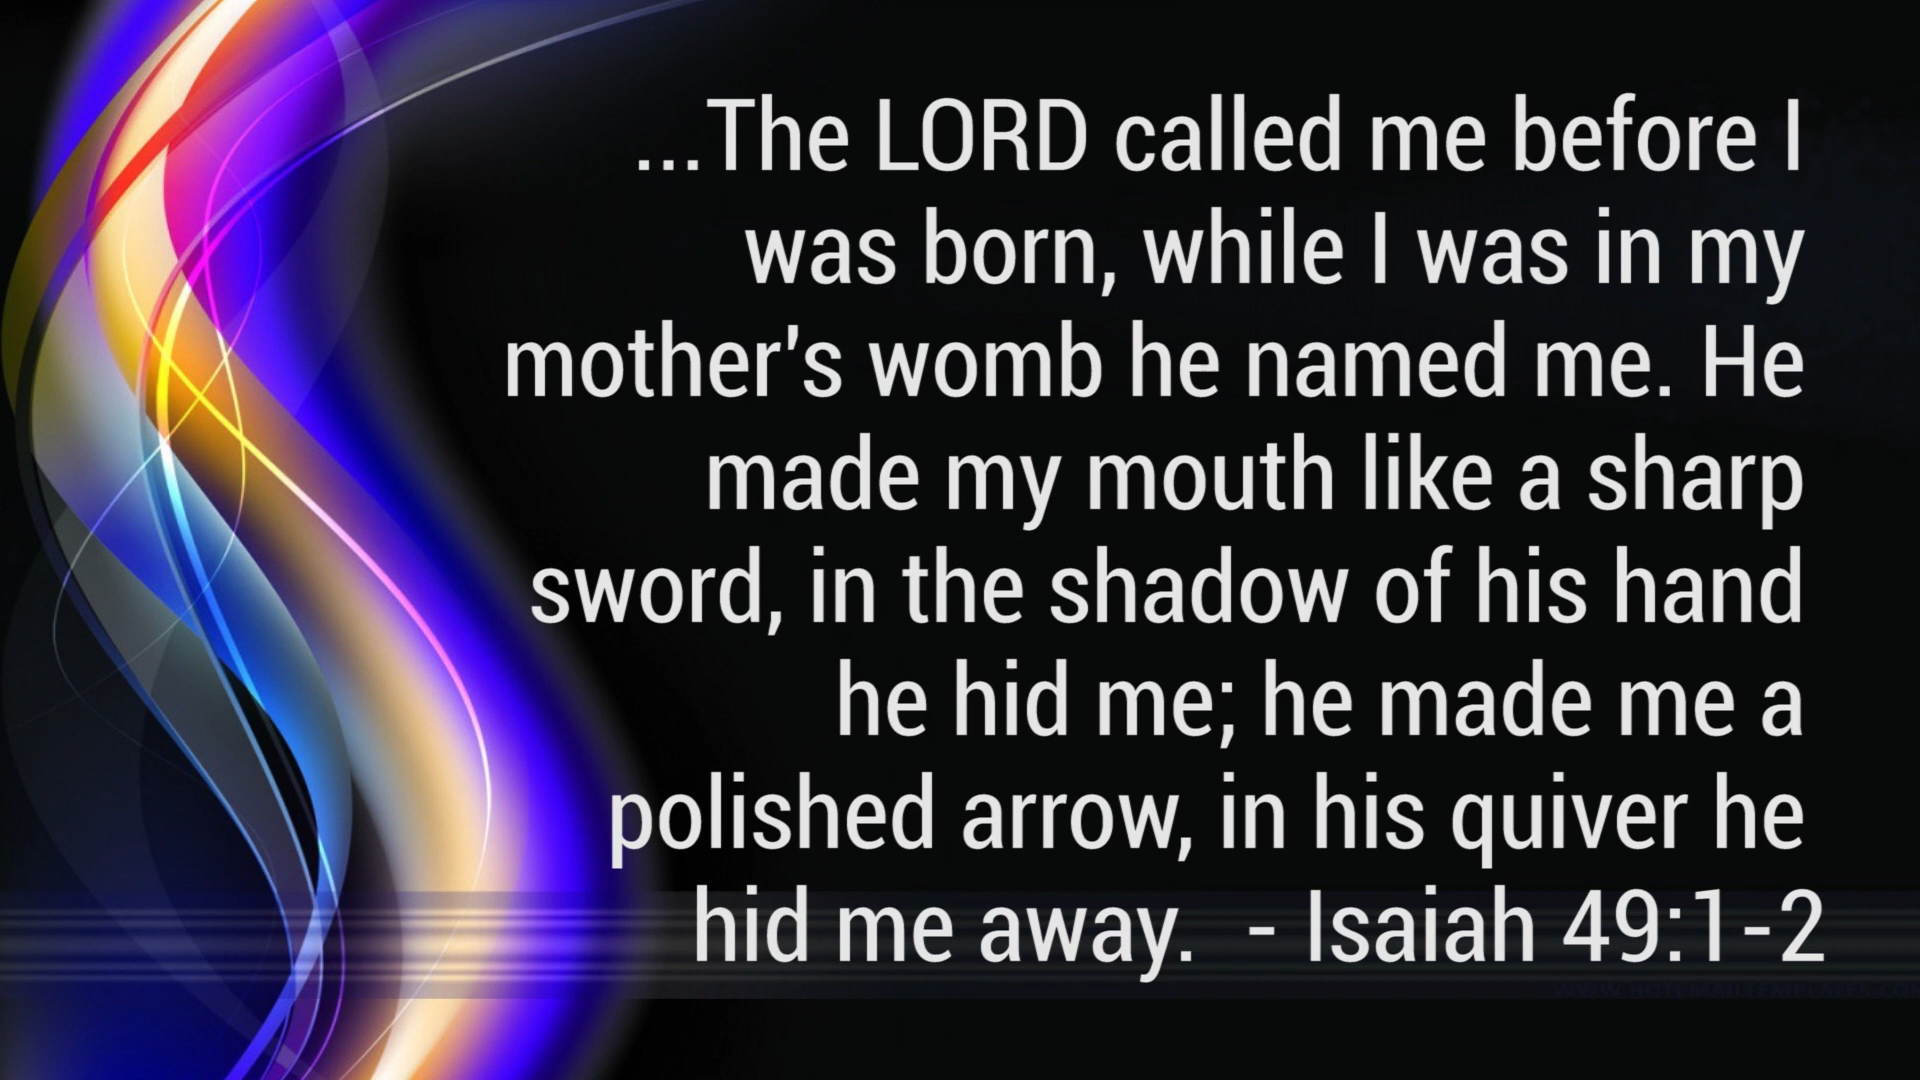 ...The LORD called me before I
was born, while I was in my
mother's womb he named me. He
made my mouth like a sharp
sword, in the shadow of his hand
he hid me; he made me a
polished arrow, in his quiver he
hid me away.  - Isaiah 49:1-2